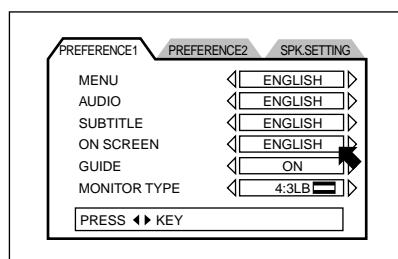 PREFERENCE1 PREFERENCE2 SPK.SETTING
MENU ENGLISH
AUDIO ENGLISH
SUBTITLE ENGLISH
ON SCREEN ENGLISH
GUIDE ON
MONITOR TYPE 4:3LB
PRESS KEY